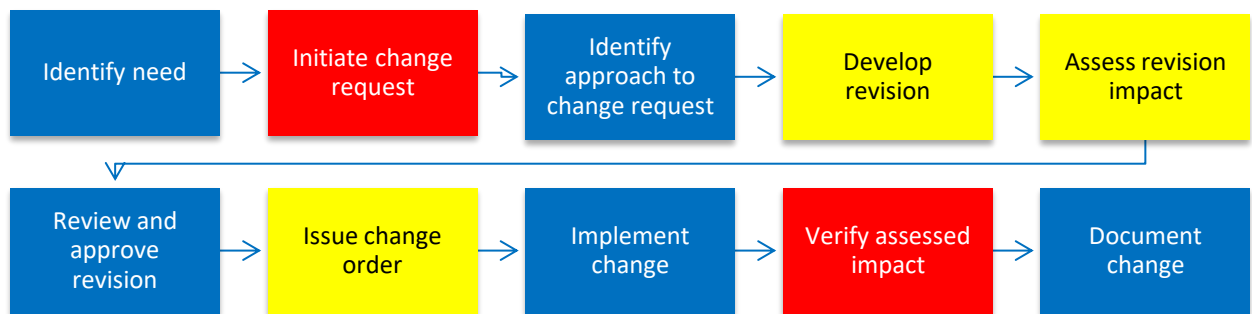 Identify need
Initiate change
request
Identify
approach to
change request
Develop
revision
Assess revision
impact
Review and
approve
revision
Issue change
order
Implement
change
Verify assessed
impact
Document
change